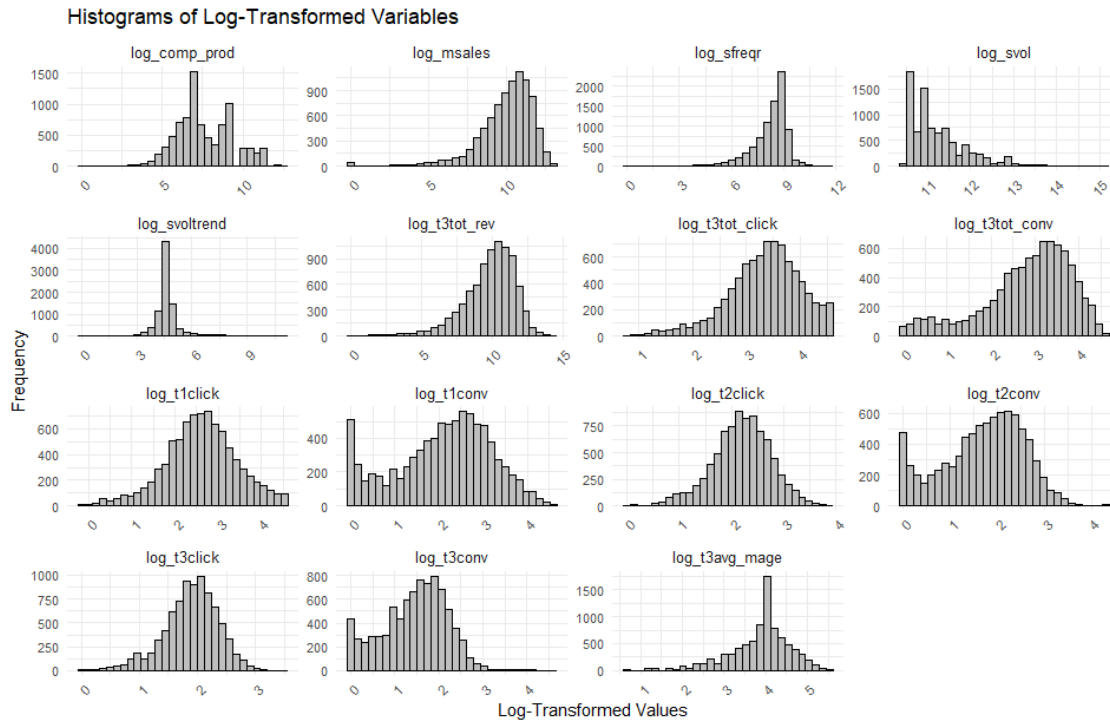 Histograms of Log-Transformed Variables
log_comp_prod log_msales log_sfreqr log_svol
1500 1000 500 0
0 5 10
900 600 300 0
0 5 10
2000 1500 1000 500 0
0 3 6 9 12
1500 1000 500 0
11 12 13 14 15
log_svoltrend log_t3tot_rev log_t3tot_click log_t3tot_conv
4000 3000 2000 1000 0
0 3 6 9
900 600 300 0
0 5 10 15
600 400 200 0
1 2 3 4
600 400 200 0
0 1 2 3 4
Frequency
log_t1click log_t1conv log_t2click log_t2conv
600 400 200 0
0 1 2 3 4
400 200 0
0 1 2 3 4
750 500 250 0
0 1 2 3 4
600 400 200 0
0 1 2 3 4
log_t3click log_t3conv log_t3avg_mage
1000 750 500 250 0
0 1 2 3
800 600 400 200 0
0 1 2 3 4
1500 1000 500 0
1 2 3 4 5
Log-Transformed Values